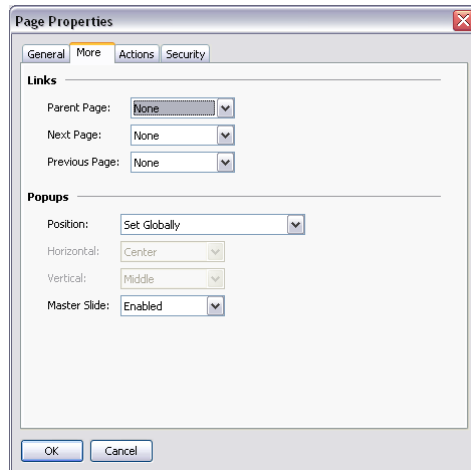 Page Properties
General More Actions Security
Links
Parent Page: None
Next Page: None
Previous Page: None
Popups
Position: Set Globally
Horizontal: Center
Vertical: Middle
Master Slide: Enabled
OK Cancel